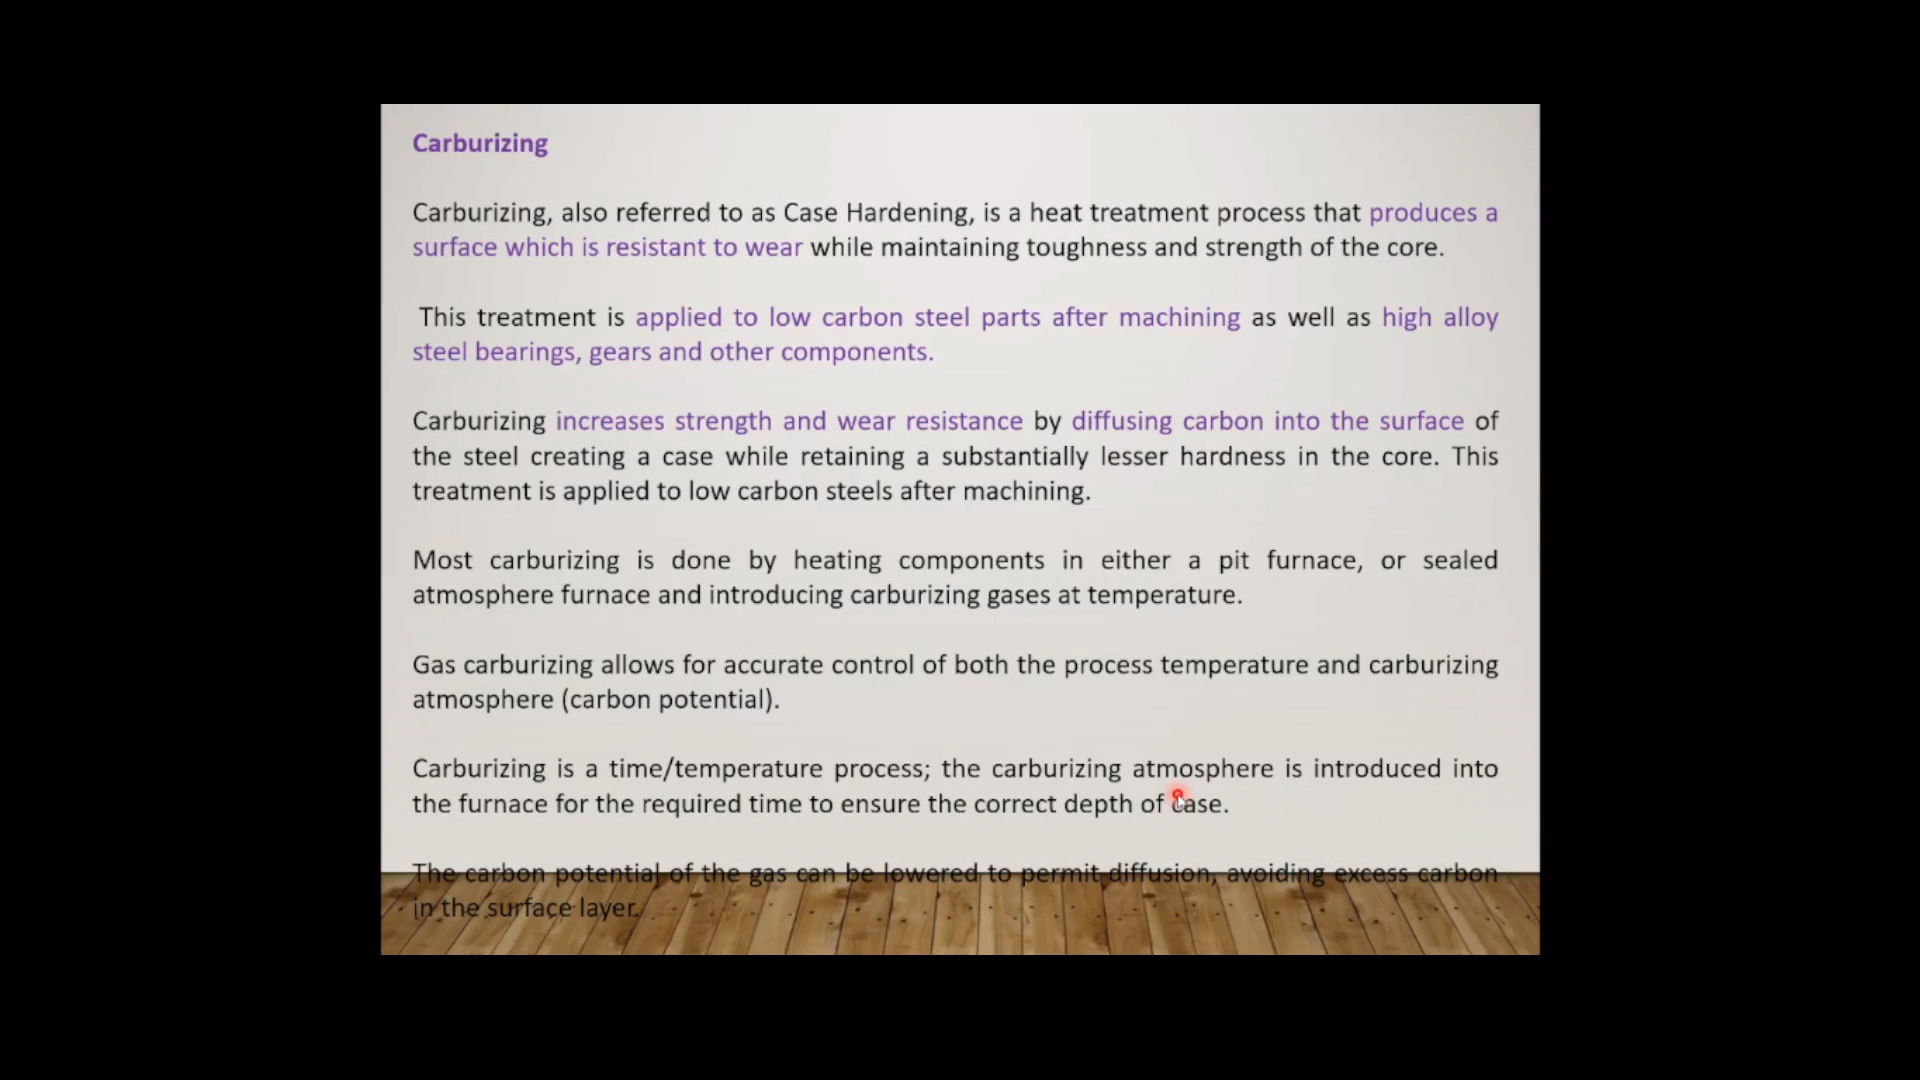 Carburizing
Carburizing, also referred to as Case Hardening, is a heat treatment process that produces a
surface which is resistant to wear while maintaining toughness and strength of the core.
This treatment is applied to low carbon steel parts after machining as well as high alloy
steel bearings, gears and other components.
Carburizing increases strength and wear resistance by diffusing carbon into the surface of
the steel creating a case while retaining a substantially lesser hardness in the core. This
treatment is applied to low carbon steels after machining.
Most carburizing is done by heating components in either a pit furnace, or sealed
atmosphere furnace and introducing carburizing gases at temperature.
Gas carburizing allows for accurate control of both the process temperature and carburizing
atmosphere (carbon potential).
Carburizing is a time/temperature process; the carburizing atmosphere is introduced into
the furnace for the required time to ensure the correct depth of case.
The carbon potential of the gas can be lowered to permit diffusion, avoiding excess carbon
in the surface layer.